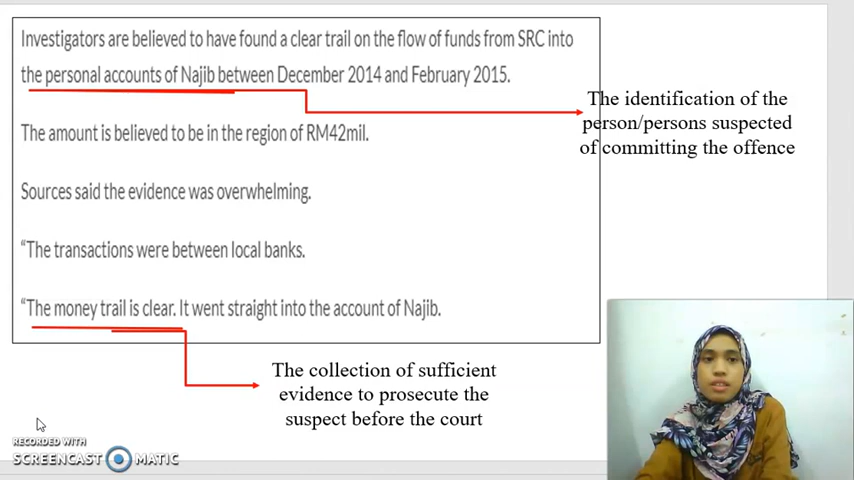 Investigators are believed to have found a clear trail on the flow of funds from SRC into
the personal accounts of Najib between December 2014 and February 2015.
The identification of the
person/persons suspected
of committing the offence
The amount is believed to be in the region of RM42mil.
Sources said the evidence was overwhelming.
“The transactions were between local banks.
“The money trail is clear. It went straight into the account of Najib.
The collection of sufficient
evidence to prosecute the
suspect before the court
RECORDED WITH
SCREENCAST MATIC